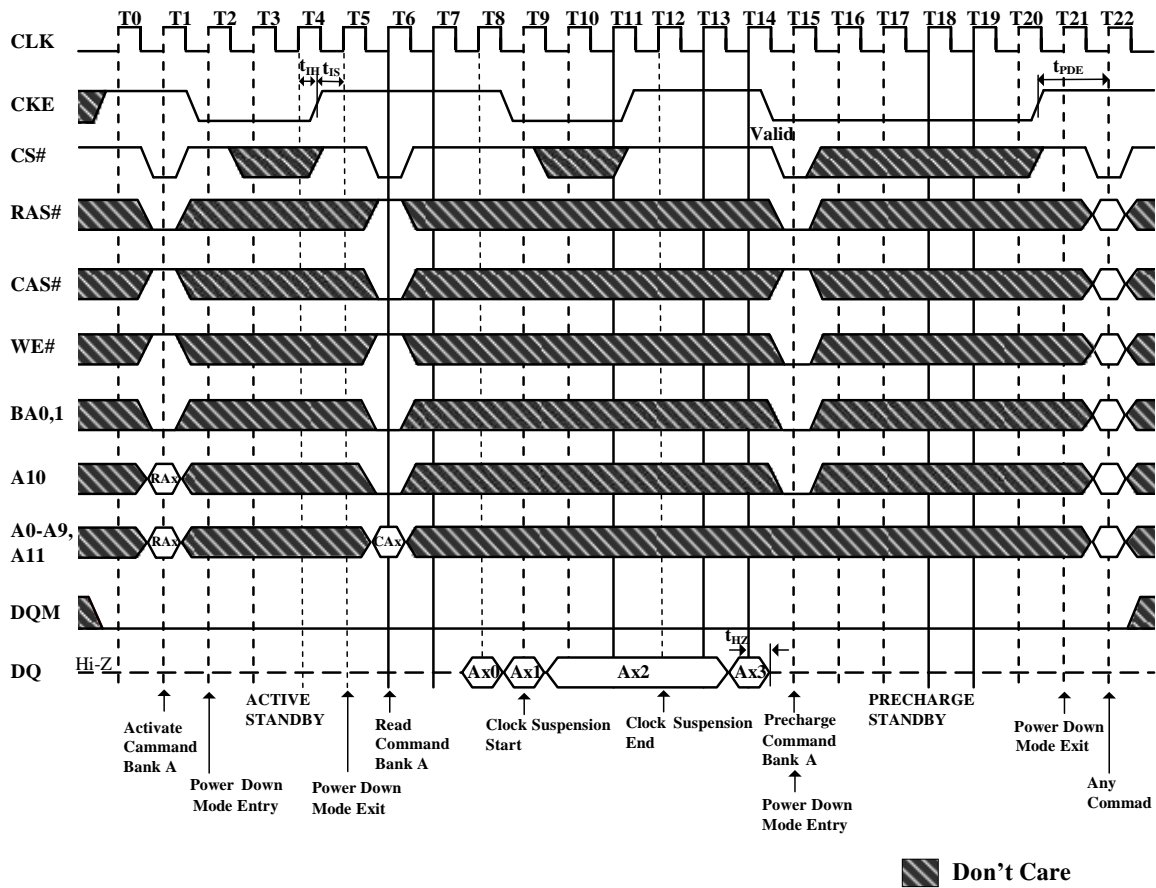 T0 T1 T2 T3 T4 T5 T6 T7 T8 T9 T10 T11 T12 T13 T14 T15 T16 T17 T18 T19 T20 T21 T22
CLK
tIH tIS
tPDE
CKE
Valid
CS#
RAS#
CAS#
WE#
BA0,1
A10
RAx
A0-A9,
A11
RAx
CAx
DQM
tHZ
DQ
Hi-Z
Ax0 Ax1 Ax2 Ax3
Activate
Cammand
Bank A
Power Down
Mode Entry
ACTIVE
STANDBY
Power Down
Mode Exit
Read
Command
Bank A
Clock Suspension
Start
Clock Suspension
End
Precharge
Command
Bank A
Power Down
Mode Entry
PRECHARGE
STANDBY
Power Down
Mode Exit
Any
Commad
Don't Care